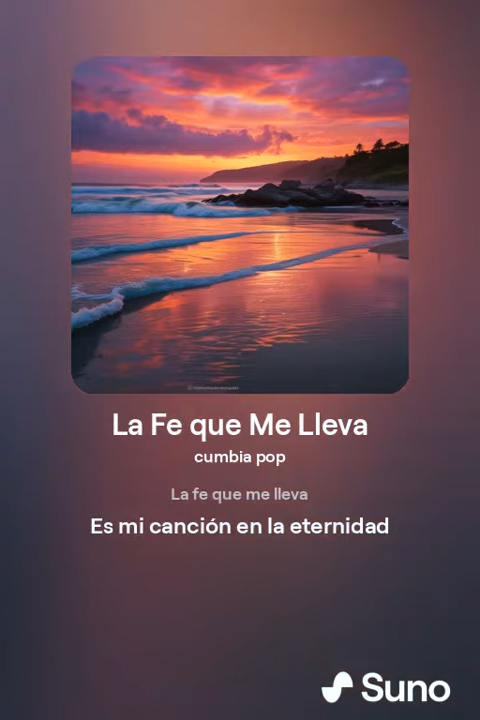 La Fe que Me Lleva
cumbia pop
La fe que me lleva
Es mi canción en la eternidad
Suno